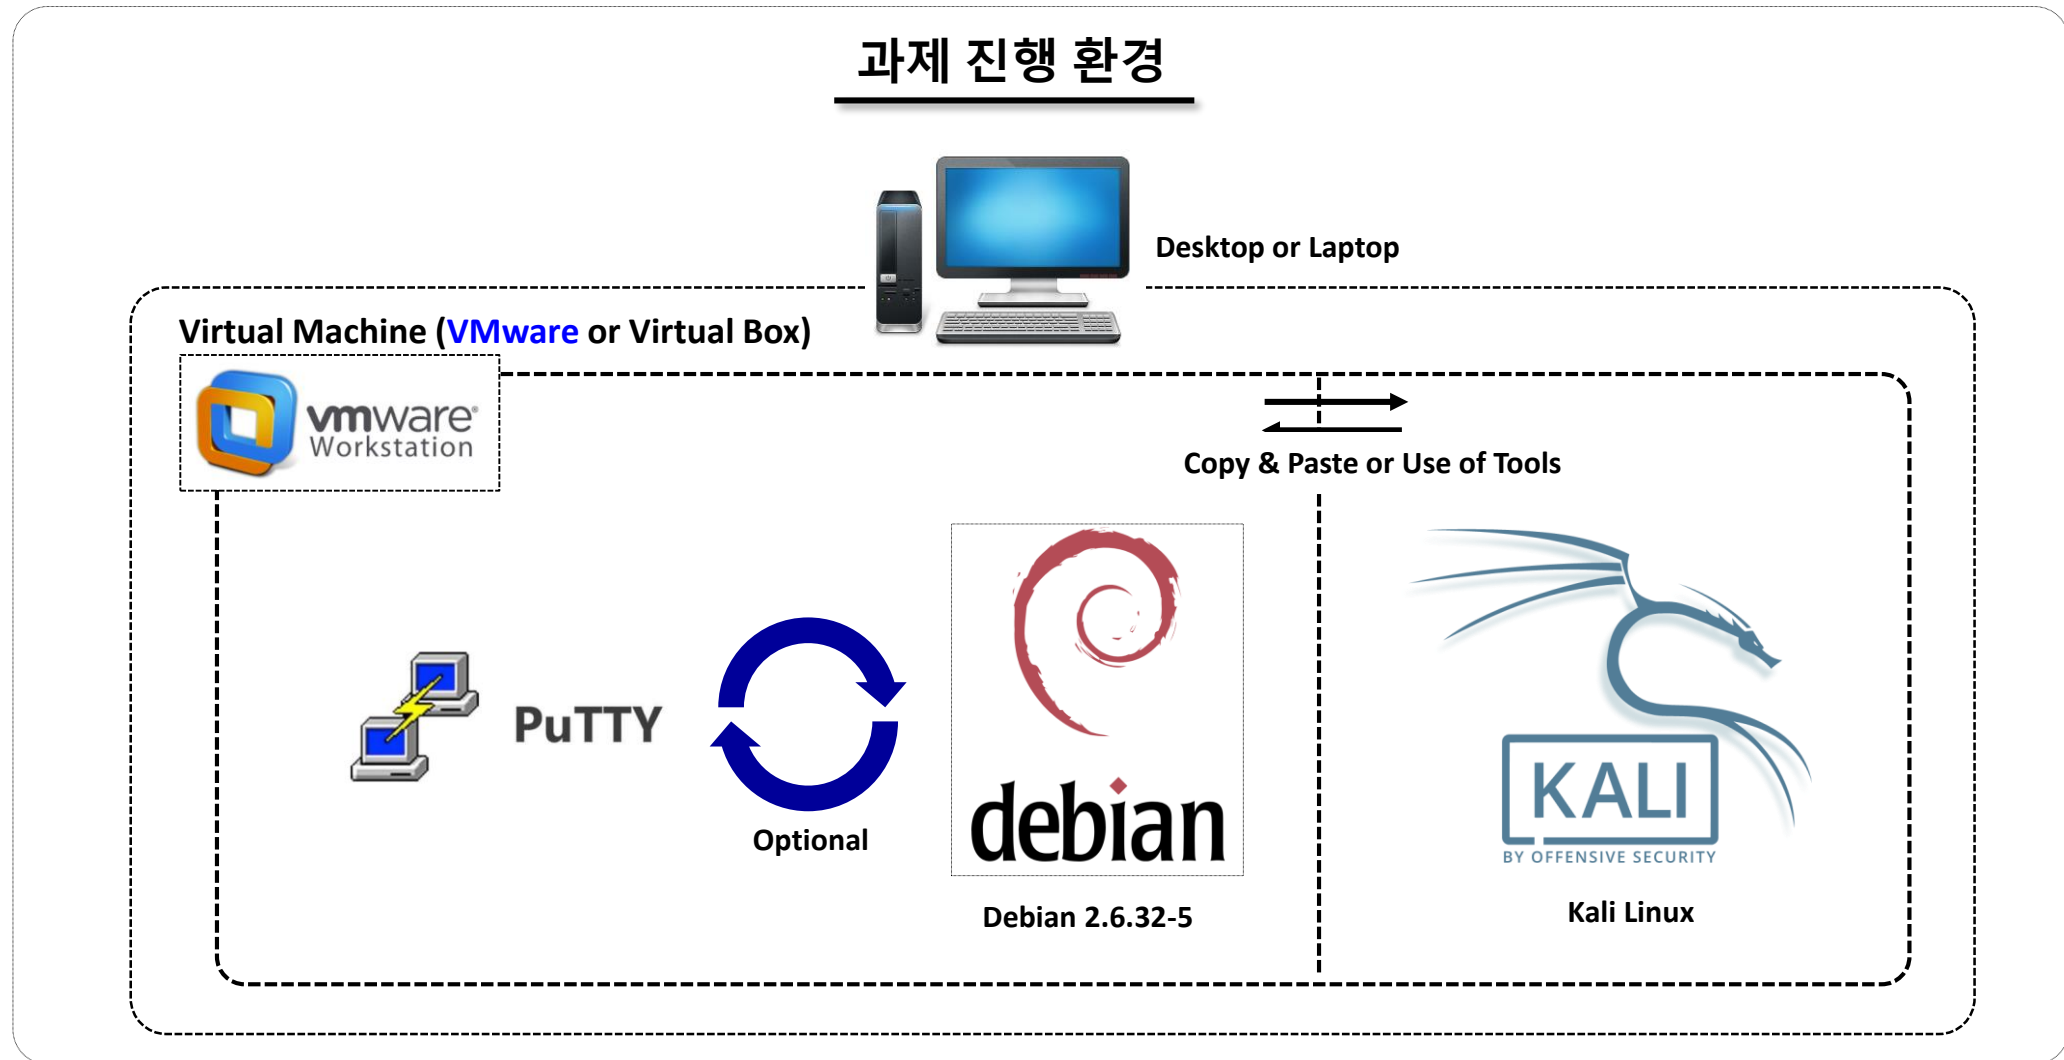 과제 진행 환경
Desktop or Laptop
Virtual Machine (VMware or Virtual Box)
vmware®
Workstation
Copy & Paste or Use of Tools
PuTTY
Optional
debian
Debian 2.6.32-5
KALI
BY OFFENSIVE SECURITY
Kali Linux